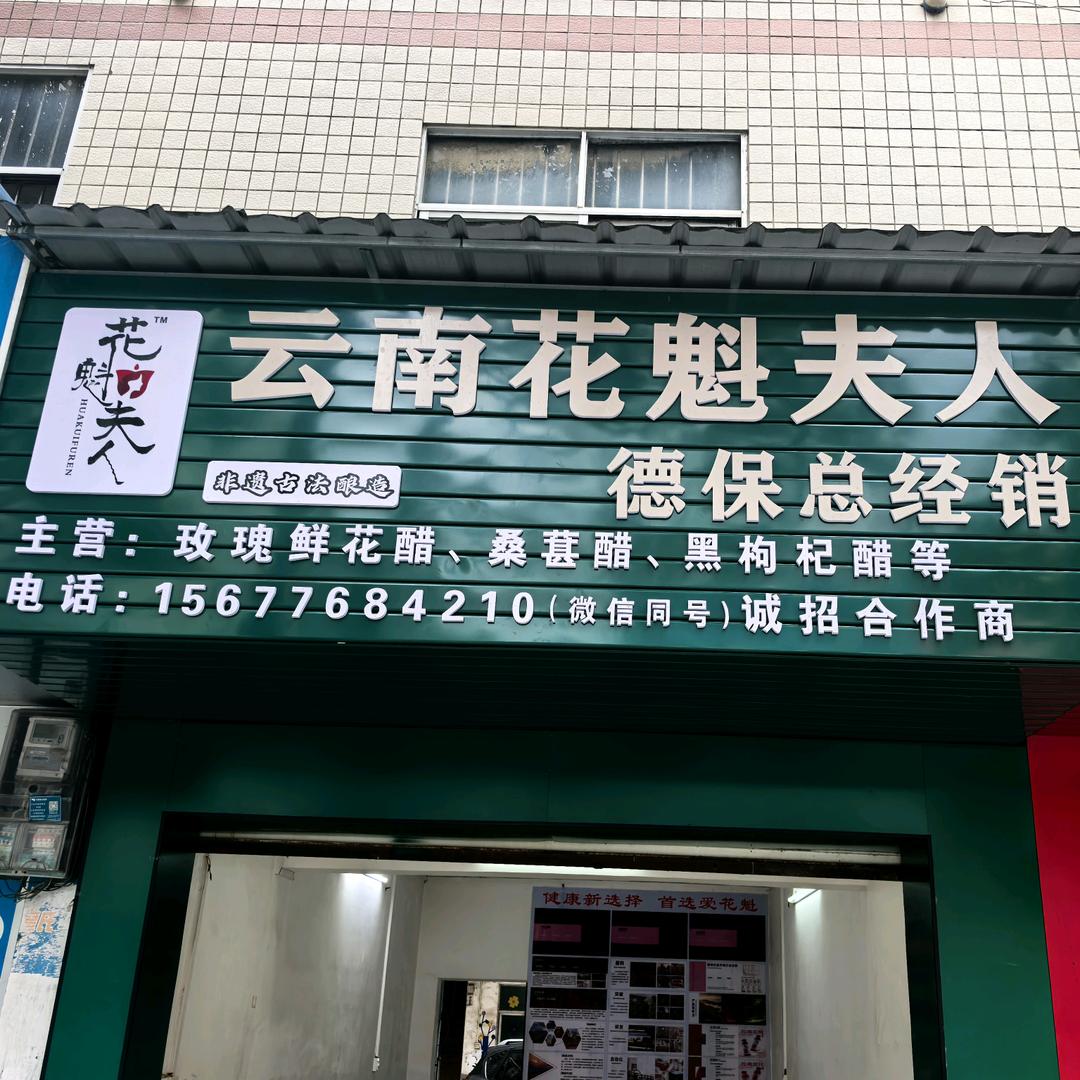 花魁夫人
TM
HUAKUIFUREN
云南花魁夫人
非遗古法酿造
德保总经销
主营：玫瑰鲜花醋、桑葚醋、黑枸杞醋等
电话：15677684210（微信同号）诚招合作商
健康新选择 首选爱花魁